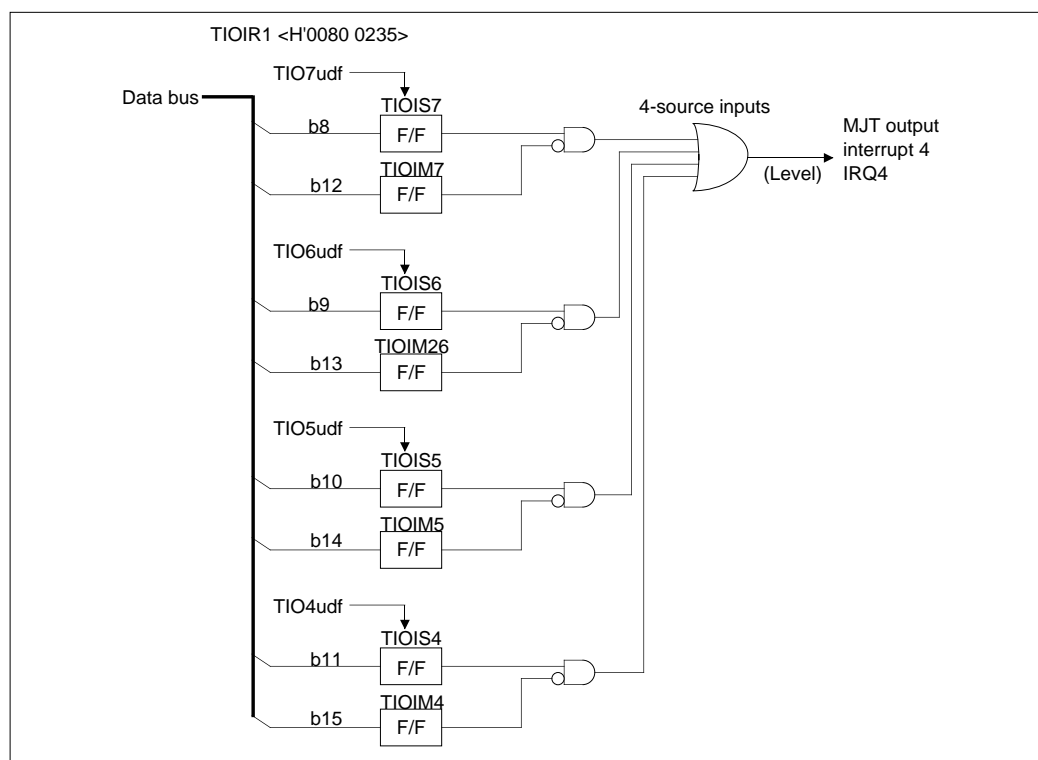 TIOIR1 <H'0080 0235>
TIO7udf
Data bus
TIOIS7
4-source inputs
b8
F/F
MJT output
interrupt 4
IRQ4
(Level)
TIOIM7
b12
F/F
TIO6udf
TIOIS6
b9
F/F
TIOIM26
b13
F/F
TIO5udf
TIOIS5
b10
F/F
TIOIM5
b14
F/F
TIO4udf
TIOIS4
b11
F/F
TIOIM4
b15
F/F